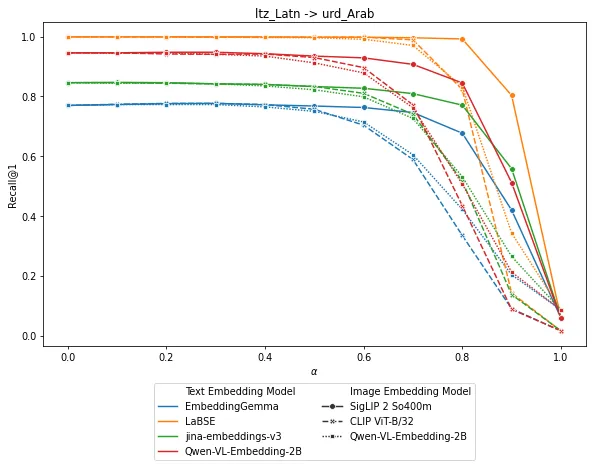 ltz_Latn -> urd_Arab
Recall@1
1.0
0.8
0.6
0.4
0.2
0.0
0.0 0.2 0.4 0.6 0.8 1.0
α
Text Embedding Model Image Embedding Model
EmbeddingGemma SigLIP 2 So400m
LaBSE CLIP ViT-B/32
jina-embeddings-v3 Qwen-VL-Embedding-2B
Qwen-VL-Embedding-2B